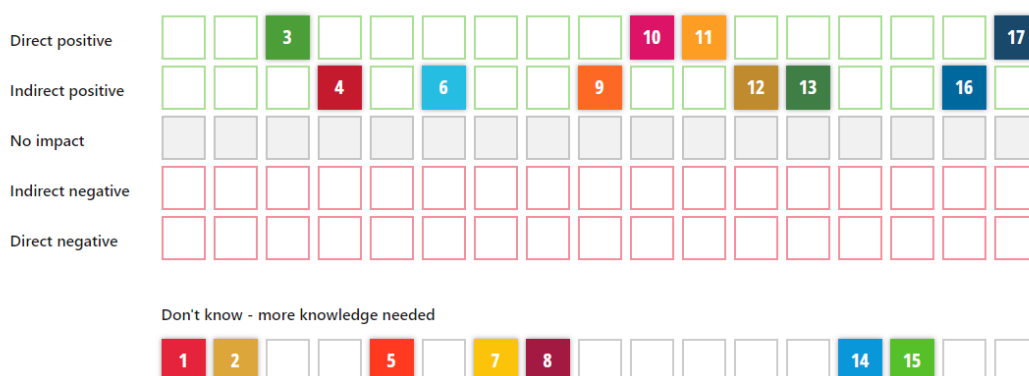 Direct positive 3 10 11 17
Indirect positive 4 6 9 12 13 16
No impact
Indirect negative
Direct negative
Don't know - more knowledge needed
1 2 5 7 8 14 15